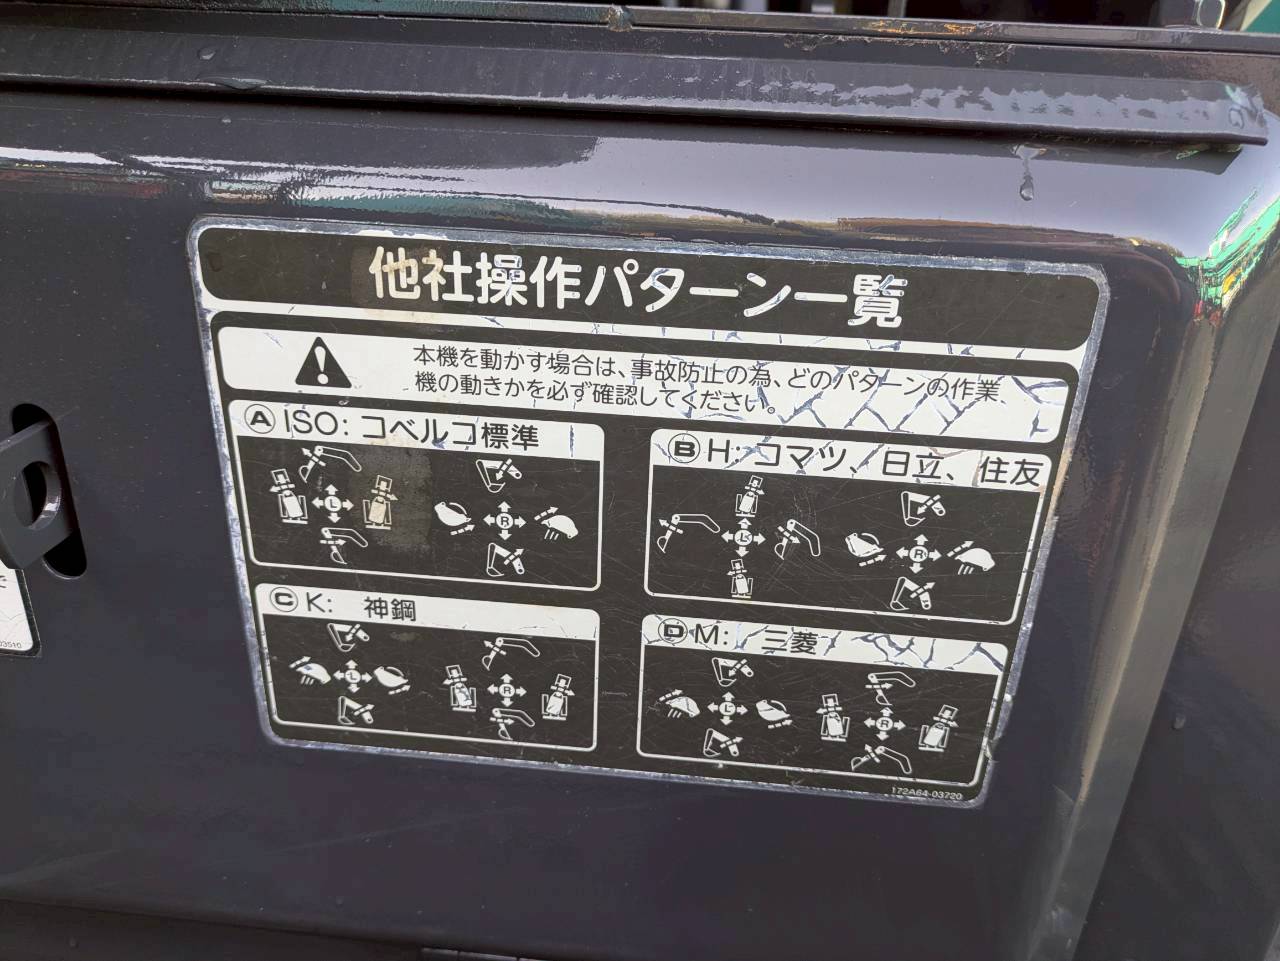 他社操作パターン一覧
本機を動かす場合は、事故防止の為、どのパターンの作業
機の動きかを必ず確認してください。
Ⓐ ISO: コベルコ標準
L
R
Ⓑ H: コマツ、日立、住友
L
R
Ⓒ K: 神鋼
L
R
Ⓓ M: 三菱
L
R
172A64-03720
03510